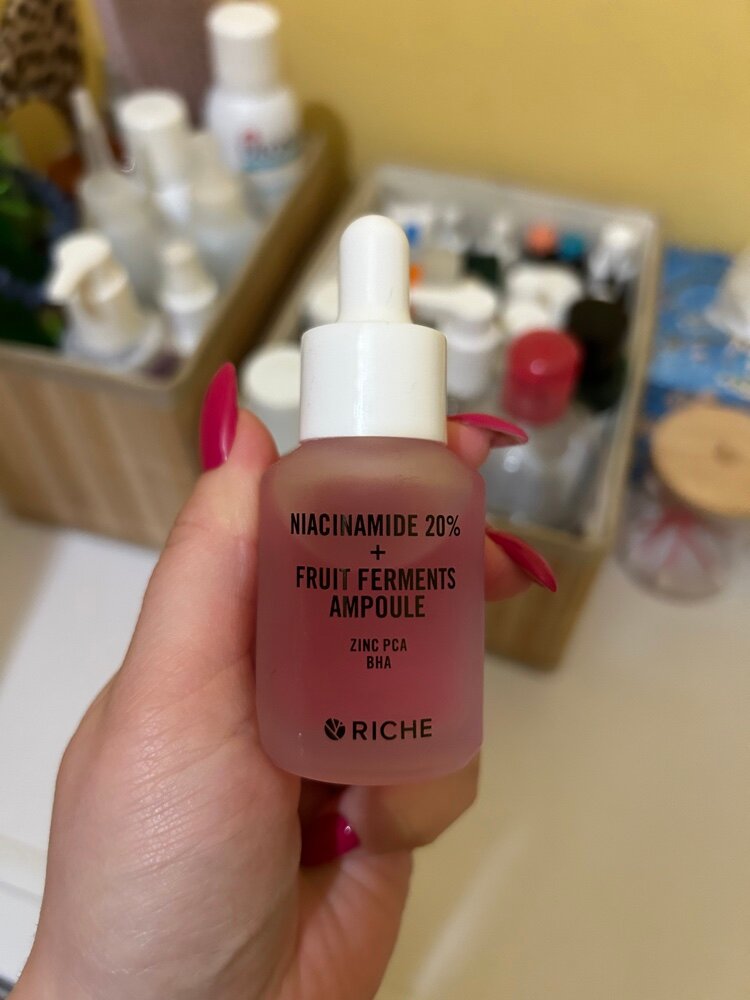 NIACINAMIDE 20%
+
FRUIT FERMENTS
AMPOULE
ZINC PCA
BHA
RICHE